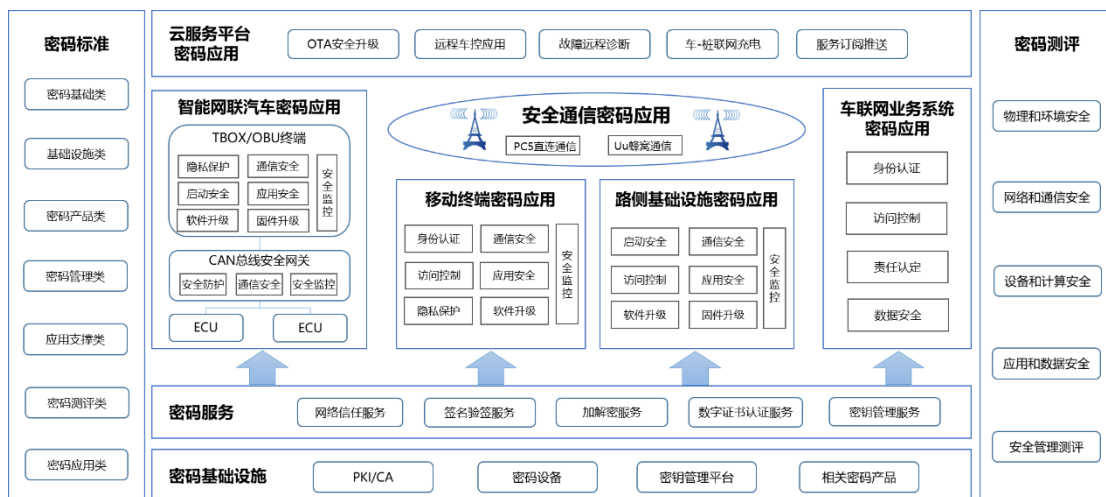 密码标准
密码基础类
基础设施类
密码产品类
密码管理类
应用支撑类
密码测评类
密码应用类
云服务平台
密码应用
OTA安全升级
远程车控应用
故障远程诊断
车-桩联网充电
服务订阅推送
智能网联汽车密码应用
TBOX/OBU终端
隐私保护
通信安全
启动安全
应用安全
软件升级
固件升级
安全监控
CAN总线安全网关
安全防护
通信安全
安全监控
ECU
ECU
安全通信密码应用
PC5直连通信
Uu蜂窝通信
移动终端密码应用
身份认证
通信安全
访问控制
应用安全
隐私保护
软件升级
安全监控
路侧基础设施密码应用
启动安全
通信安全
访问控制
应用安全
软件升级
固件升级
安全监控
车联网业务系统
密码应用
身份认证
访问控制
责任认定
数据安全
密码服务
网络信任服务
签名验签服务
加解密服务
数字证书认证服务
密钥管理服务
密码基础设施
PKI/CA
密码设备
密钥管理平台
相关密码产品
密码测评
物理和环境安全
网络和通信安全
设备和计算安全
应用和数据安全
安全管理测评